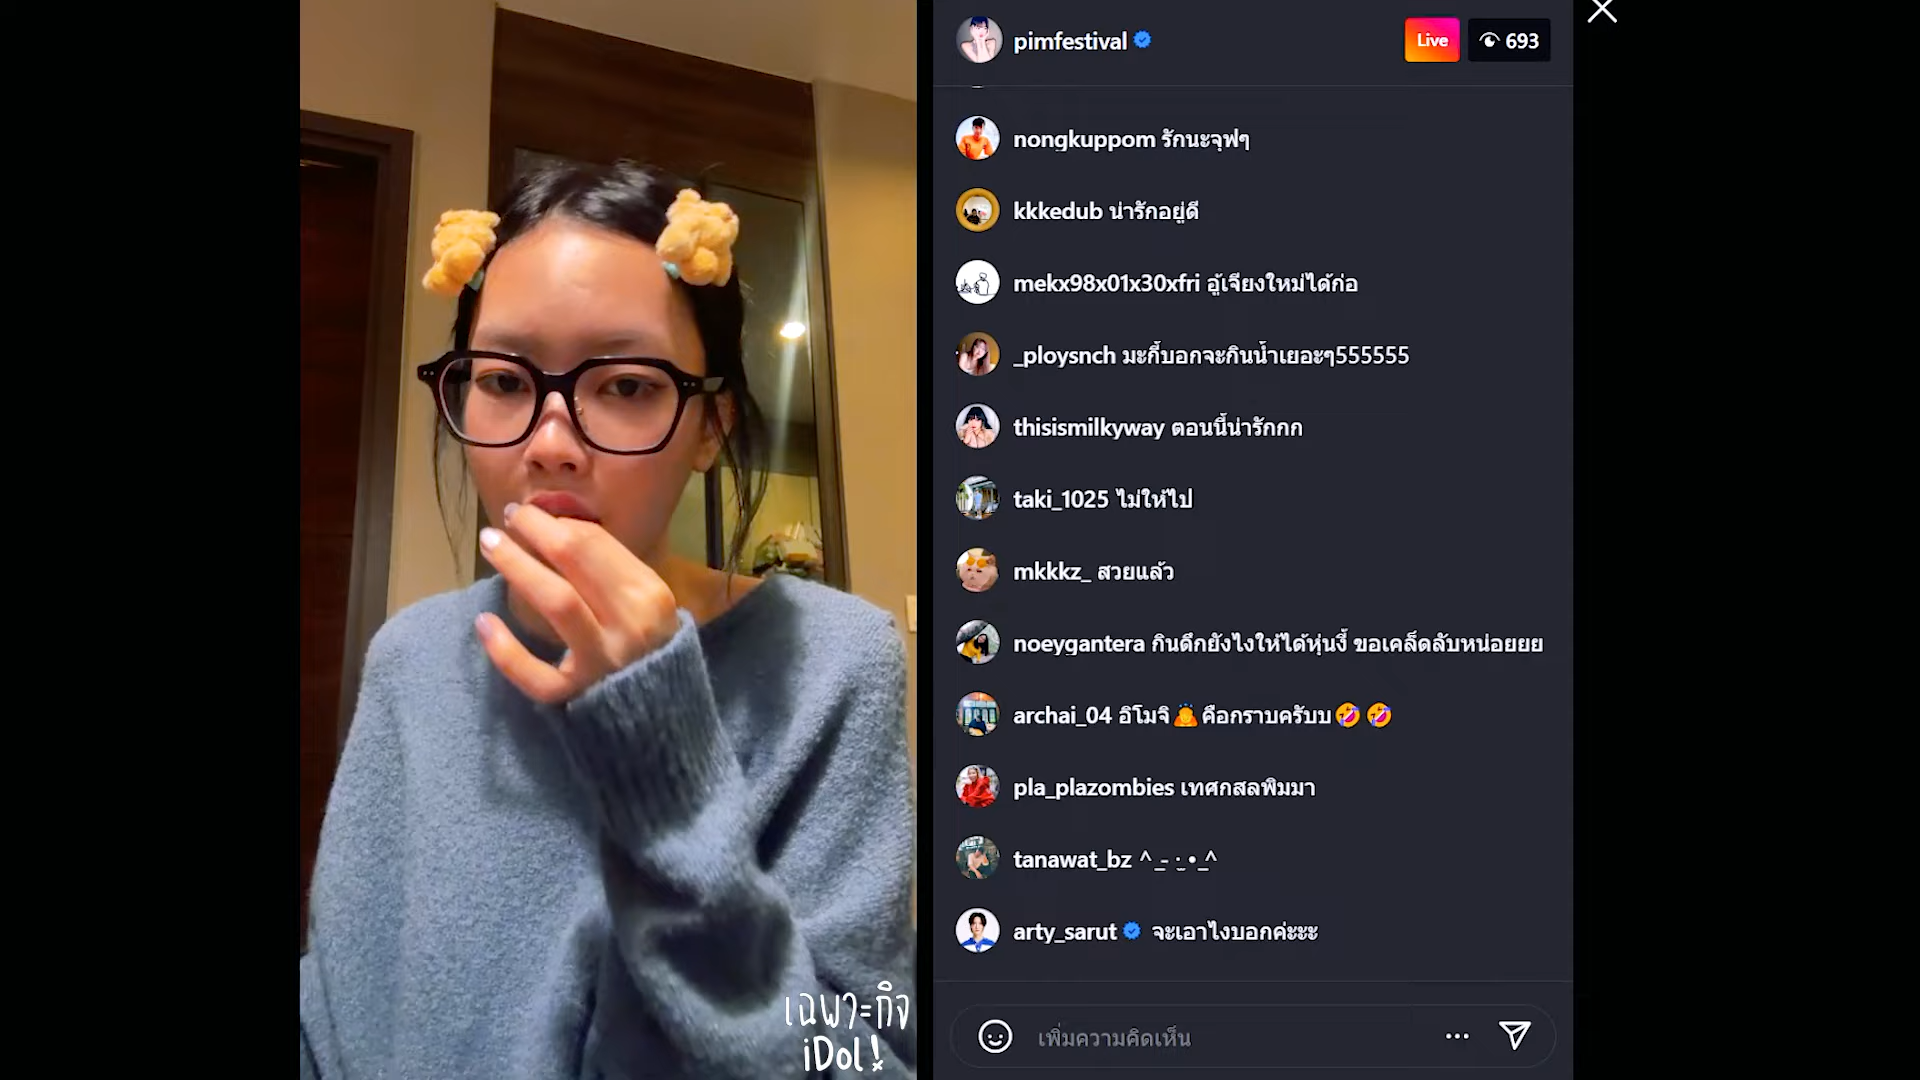 pimfestival
Live
693
nongkuppom รักนะจุฟๆ
kkkedub น่ารักอยู่ดี
mekx98x01x30xfri อู้เจียงใหม่ได้ก่อ
_ploysnch มะกี้บอกจะกินน้ำเยอะๆ555555
thisismilkyway ตอนนี้น่ารักกก
taki_1025 ไม่ให้ไป
mkkkz_ สวยแล้ว
noeygantera กินดึกยังไงให้ได้หุ่นงี้ ขอเคล็ดลับหน่อยยย
archai_04 อิโมจิ🙇คือกราบครับบ🤣🤣
pla_plazombies เทศกสลพิมมา
tanawat_bz ^_- ·̫•_^
arty_sarut จะเอาไงบอกค่ะะะ
เพิ่มความคิดเห็น
เฉพาะกิจ
iDol!